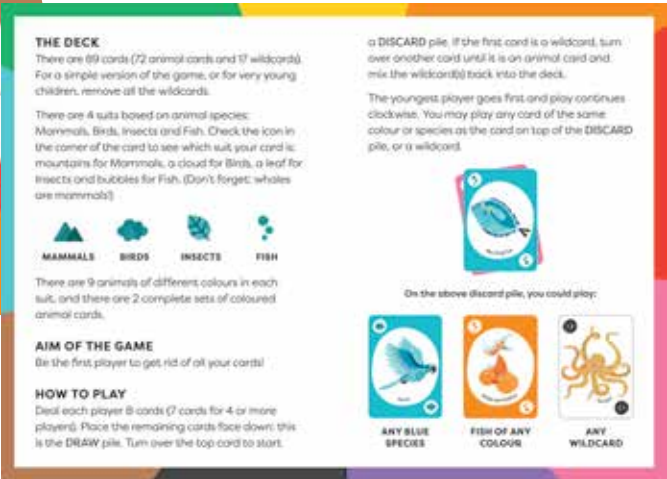 THE DECK
There are 89 cards (72 animal cards and 17 wildcards).
For a simple version of the game, or for very young
children, remove all the wildcards.
There are 4 suits based on animal species:
Mammals, Birds, Insects and Fish. Check the icon in
the corner of the card to see which suit your card is:
mountains for Mammals, a cloud for Birds, a leaf for
Insects and bubbles for Fish. (Don't forget: whales
are mammals!)
MAMMALS BIRDS INSECTS FISH
There are 9 animals of different colours in each
suit, and there are 2 complete sets of coloured
animal cards.
AIM OF THE GAME
Be the first player to get rid of all your cards!
HOW TO PLAY
Deal each player 8 cards (7 cards for 4 or more
players). Place the remaining cards face down: this
is the DRAW pile. Turn over the top card to start
a DISCARD pile. If the first card is a wildcard, turn
over another card until it is an animal card and
mix the wildcard(s) back into the deck.
The youngest player goes first and play continues
clockwise. You may play any card of the same
colour or species as the card on top of the DISCARD
pile, or a wildcard.
On the above discard pile, you could play:
ANY BLUE
SPECIES
FISH OF ANY
COLOUR
ANY
WILDCARD